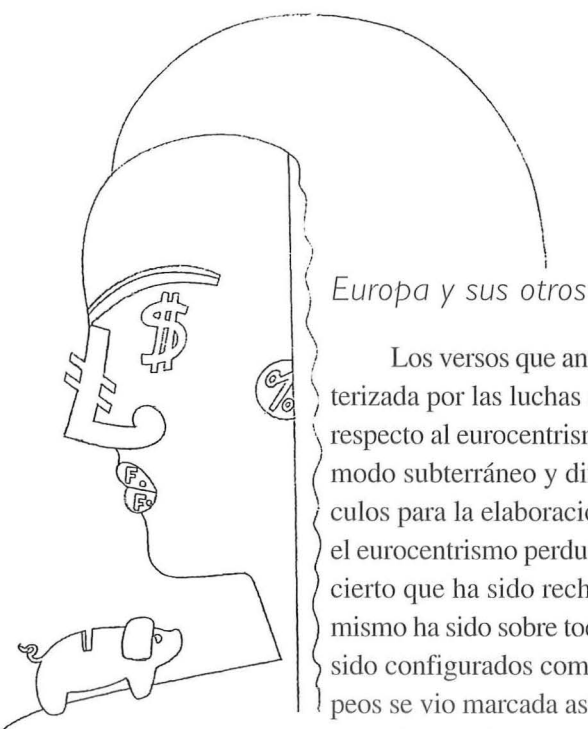 Europa y sus otros
$
%
F.
F.
Los versos que an
terizada por las luchas
respecto al eurocentrism
modo subterráneo y di
culos para la elaboració
el eurocentrismo perdu
cierto que ha sido rech
mismo ha sido sobre too
sido configurados com
peos se vio marcada as